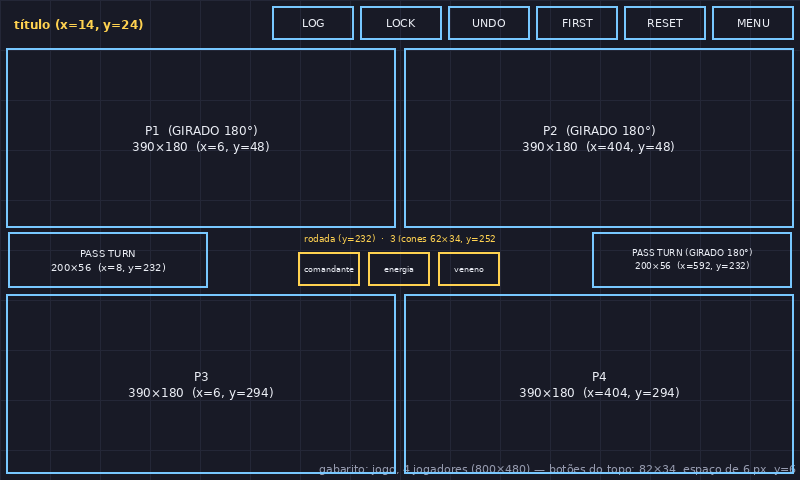 título (x=14, y=24)
LOG
LOCK
UNDO
FIRST
RESET
MENU
P1 (GIRADO 180°)
390×180 (x=6, y=48)
P2 (GIRADO 180°)
390×180 (x=404, y=48)
rodada (y=232) · 3 ícones 62×34, y=252
PASS TURN
200×56 (x=8, y=232)
comandante
energia
veneno
PASS TURN (GIRADO 180°)
200×56 (x=592, y=232)
P3
390×180 (x=6, y=294)
P4
390×180 (x=404, y=294)
gabarito: jogo, 4 jogadores (800×480) — botões do topo: 82×34 espaço de 6 px y=6